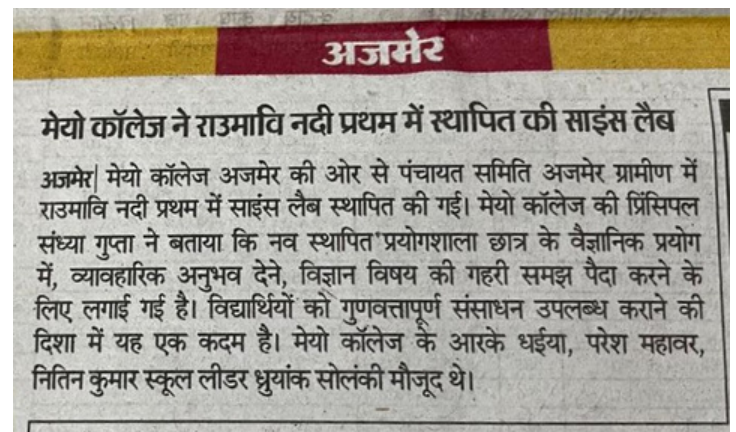 अजमेर
मेयो कॉलेज ने राउमावि नदी प्रथम में स्थापित की साइंस लैब
अजमेर| मेयो कॉलेज अजमेर की ओर से पंचायत समिति अजमेर ग्रामीण में
राउमावि नदी प्रथम में साइंस लैब स्थापित की गई। मेयो कॉलेज की प्रिंसिपल
संध्या गुप्ता ने बताया कि नव स्थापित प्रयोगशाला छात्र के वैज्ञानिक प्रयोग
में, व्यावहारिक अनुभव देने, विज्ञान विषय की गहरी समझ पैदा करने के
लिए लगाई गई है। विद्यार्थियों को गुणवत्तापूर्ण संसाधन उपलब्ध कराने की
दिशा में यह एक कदम है। मेयो कॉलेज के आरके धईया, परेश महावर,
नितिन कुमार स्कूल लीडर ध्रुयांक सोलंकी मौजूद थे।